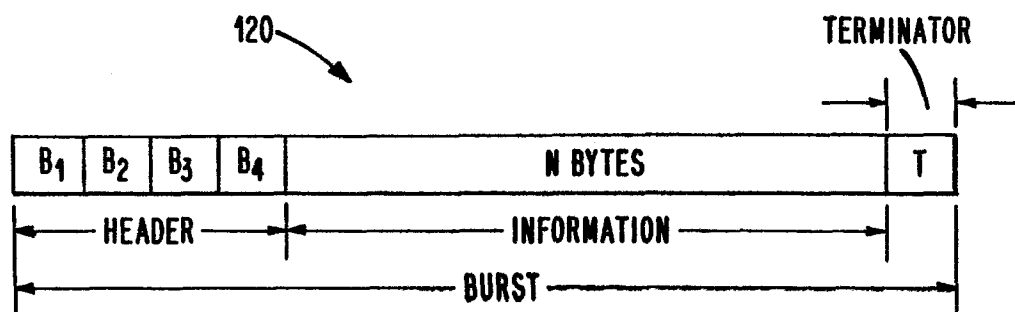 120
TERMINATOR
B1 B2 B3 B4 N BYTES T
HEADER INFORMATION
BURST